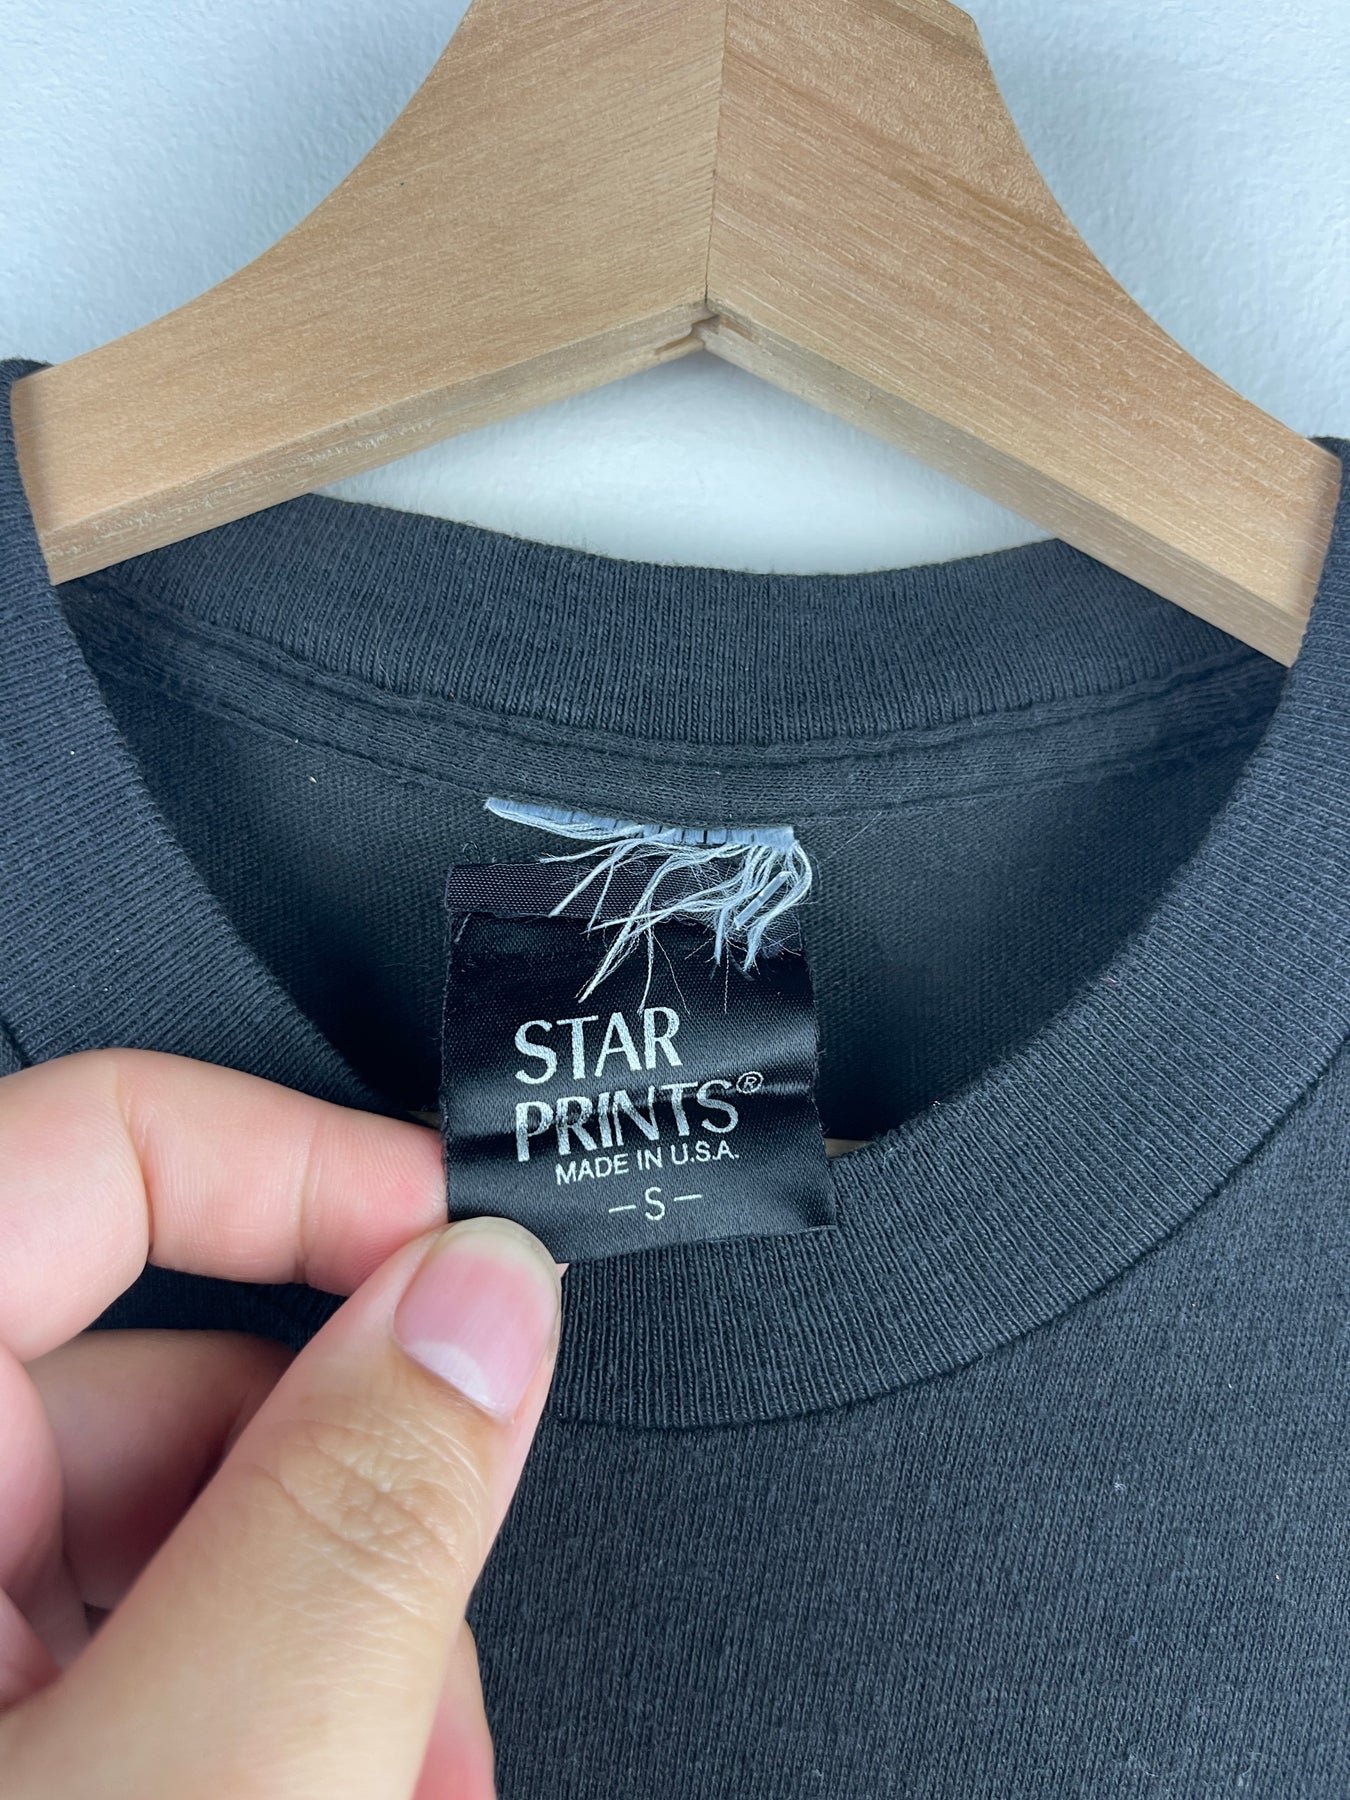 STAR
PRINTS®
MADE IN U.S.A.
–S–